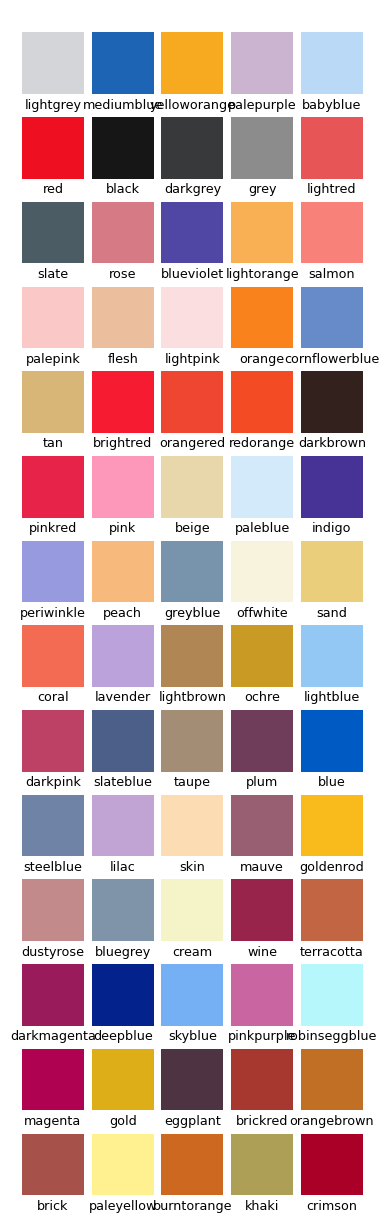 lightgrey mediumblue yelloworange palepurple babyblue
red black darkgrey grey lightred
slate rose blueviolet lightorange salmon
palepink flesh lightpink orange cornflowerblue
tan brightred orangered redorange darkbrown
pinkred pink beige paleblue indigo
periwinkle peach greyblue offwhite sand
coral lavender lightbrown ochre lightblue
darkpink slateblue taupe plum blue
steelblue lilac skin mauve goldenrod
dustyrose bluegrey cream wine terracotta
darkmagenta deepblue skyblue pinkpurple robinseggblue
magenta gold eggplant brickred orangebrown
brick paleyellow burntorange khaki crimson